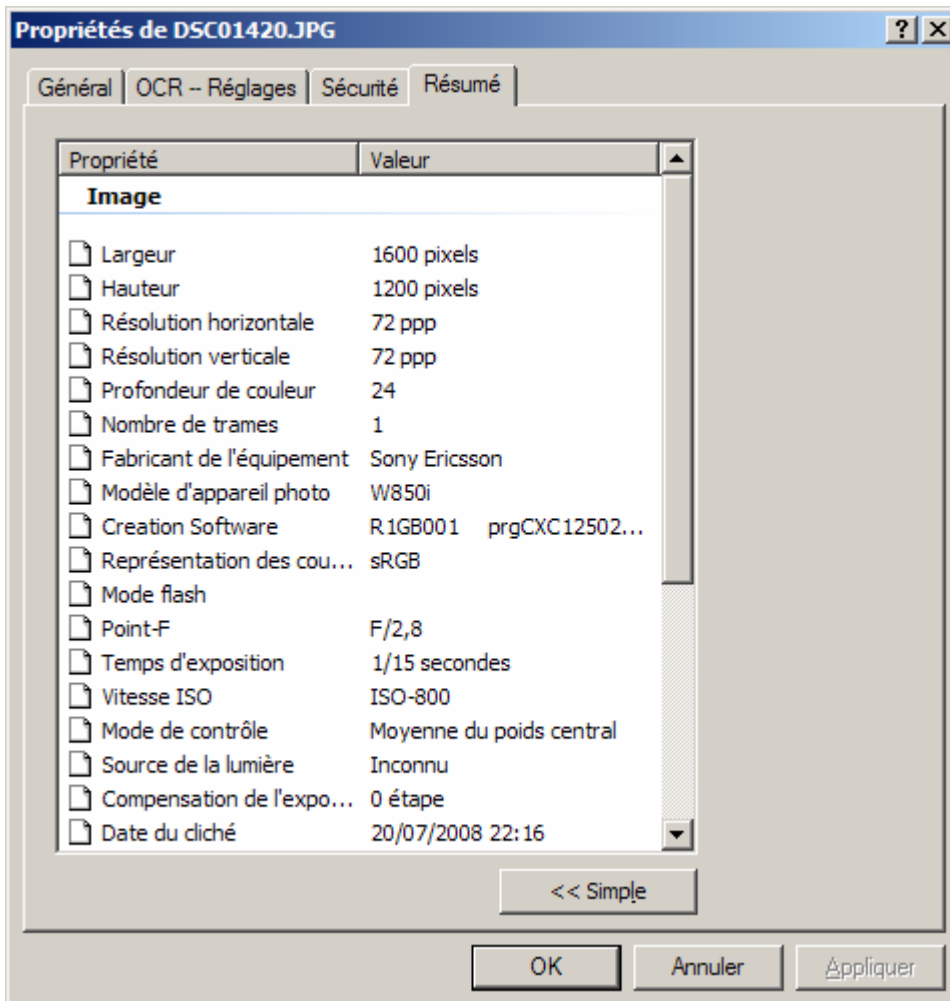 Propriétés de DSC01420.JPG
Général OCR -- Réglages Sécurité Résumé
Propriété Valeur
Image
Largeur 1600 pixels
Hauteur 1200 pixels
Résolution horizontale 72 ppp
Résolution verticale 72 ppp
Profondeur de couleur 24
Nombre de trames 1
Fabricant de l'équipement Sony Ericsson
Modèle d'appareil photo W850i
Creation Software R1GB001 prgCXC12502...
Représentation des cou... sRGB
Mode flash
Point-F F/2,8
Temps d'exposition 1/15 secondes
Vitesse ISO ISO-800
Mode de contrôle Moyenne du poids central
Source de la lumière Inconnu
Compensation de l'expo... 0 étape
Date du cliché 20/07/2008 22:16
<< Simple
OK Annuler Appliquer